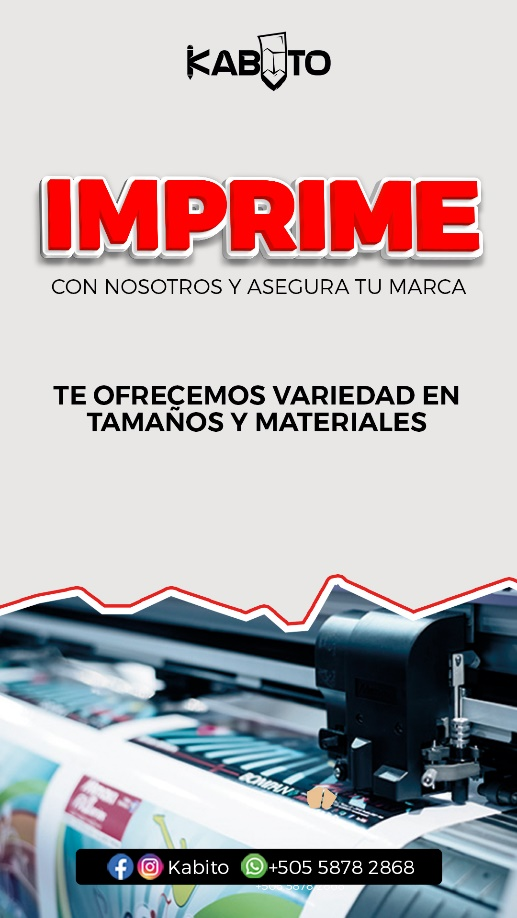 KABITO
IMPRIME
CON NOSOTROS Y ASEGURA TU MARCA
TE OFRECEMOS VARIEDAD EN
TAMAÑOS Y MATERIALES
Kabito +505 5878 2868